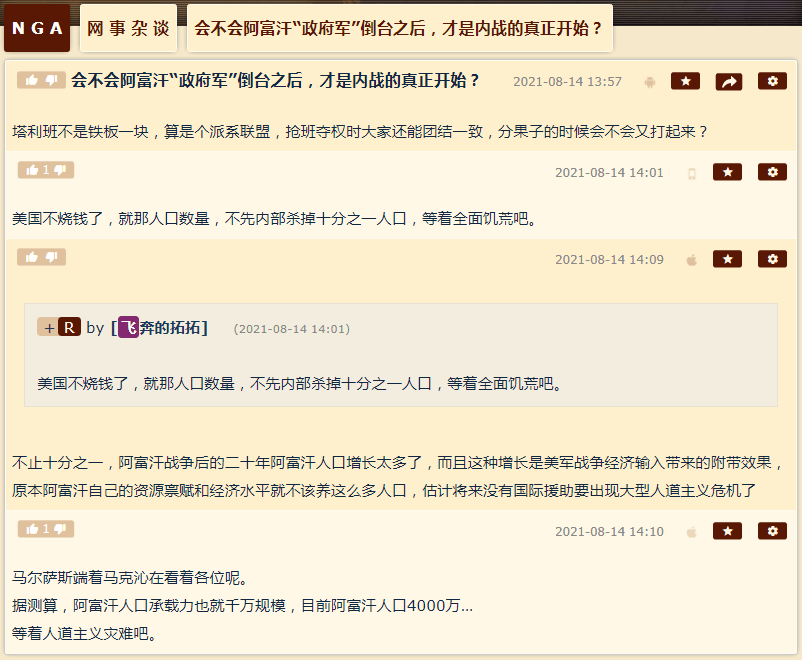 NGA 网事杂谈 会不会阿富汗“政府军”倒台之后，才是内战的真正开始？
会不会阿富汗“政府军”倒台之后，才是内战的真正开始？ 2021-08-14 13:57
塔利班不是铁板一块，算是个派系联盟，抢班夺权时大家还能团结一致，分果子的时候会不会又打起来？
1 2021-08-14 14:01
美国不烧钱了，就那人口数量，不先内部杀掉十分之一人口，等着全面饥荒吧。
2021-08-14 14:09
+ R by [飞奔的拓拓] (2021-08-14 14:01)
美国不烧钱了，就那人口数量，不先内部杀掉十分之一人口，等着全面饥荒吧。
不止十分之一，阿富汗战争后的二十年阿富汗人口增长太多了，而且这种增长是美军战争经济输入带来的附带效果，
原本阿富汗自己的资源禀赋和经济水平就不该养这么多人口，估计将来没有国际援助要出现大型人道主义危机了
1 2021-08-14 14:10
马尔萨斯端着马克沁在看着各位呢。
据测算，阿富汗人口承载力也就千万规模，目前阿富汗人口4000万...
等着人道主义灾难吧。